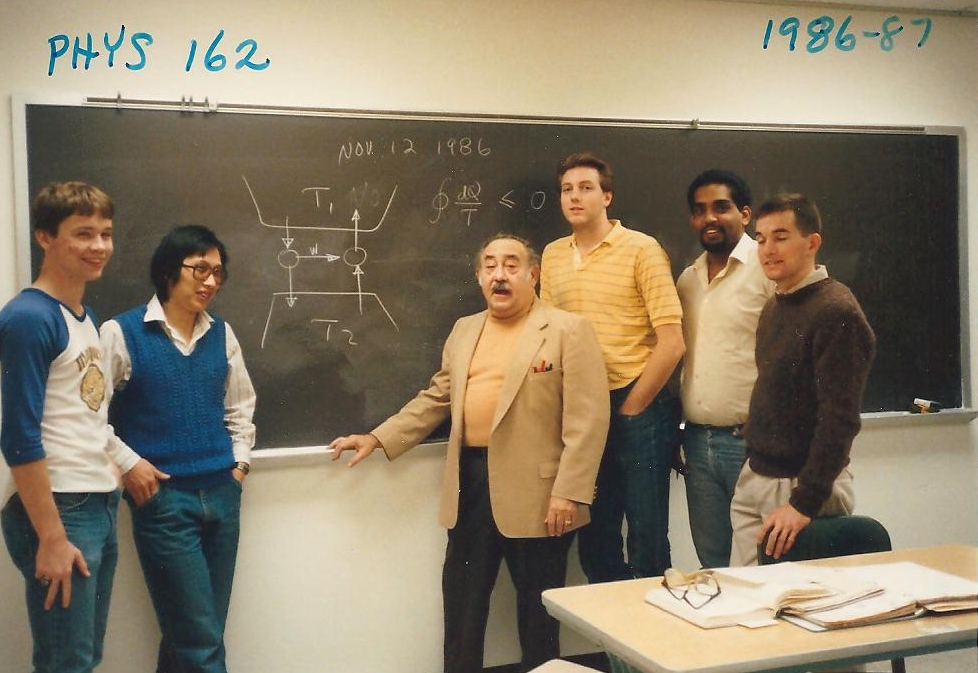 PHYS 162
1986-87
NOV. 12 1986
T₁
∮ dQ/T ≤ 0
W
T₂